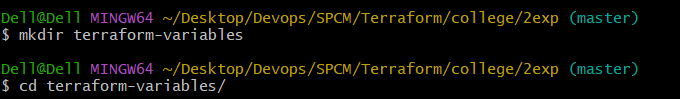 Dell@Dell MINGW64 ~/Desktop/Devops/SPCM/Terraform/college/2exp (master)
$ mkdir terraform-variables
Dell@Dell MINGW64 ~/Desktop/Devops/SPCM/Terraform/college/2exp (master)
$ cd terraform-variables/